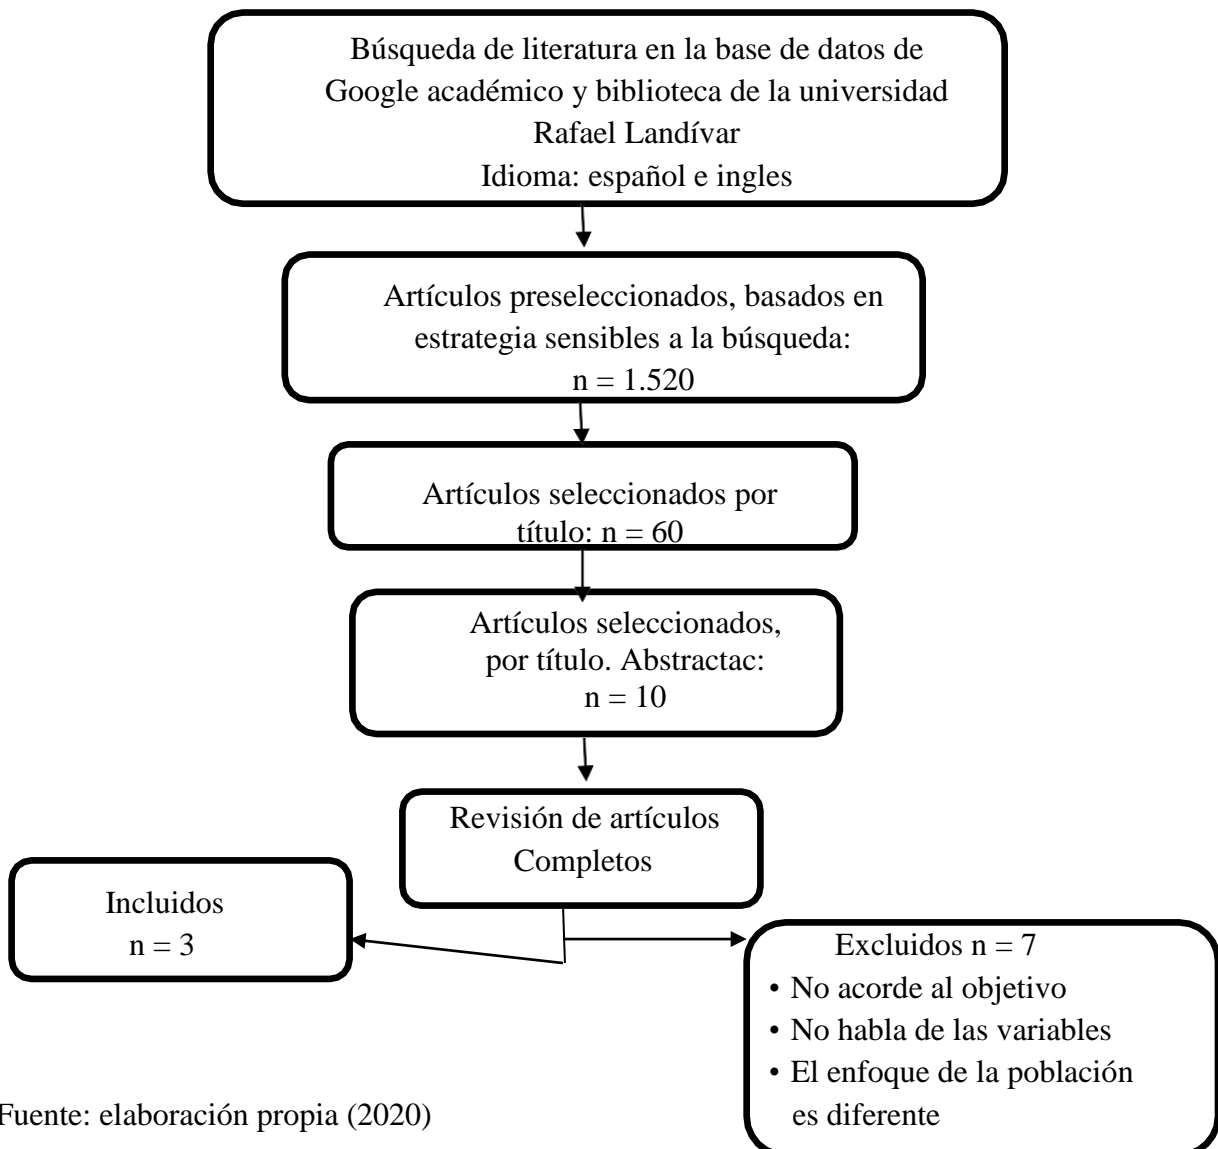 Búsqueda de literatura en la base de datos de
Google académico y biblioteca de la universidad
Rafael Landívar
Idioma: español e ingles
Artículos preseleccionados, basados en
estrategia sensibles a la búsqueda:
n = 1.520
Artículos seleccionados por
título: n = 60
Artículos seleccionados,
por título. Abstractac:
n = 10
Revisión de artículos
Completos
Incluidos
n = 3
Excluidos n = 7
• No acorde al objetivo
• No habla de las variables
• El enfoque de la población
es diferente
Fuente: elaboración propia (2020)